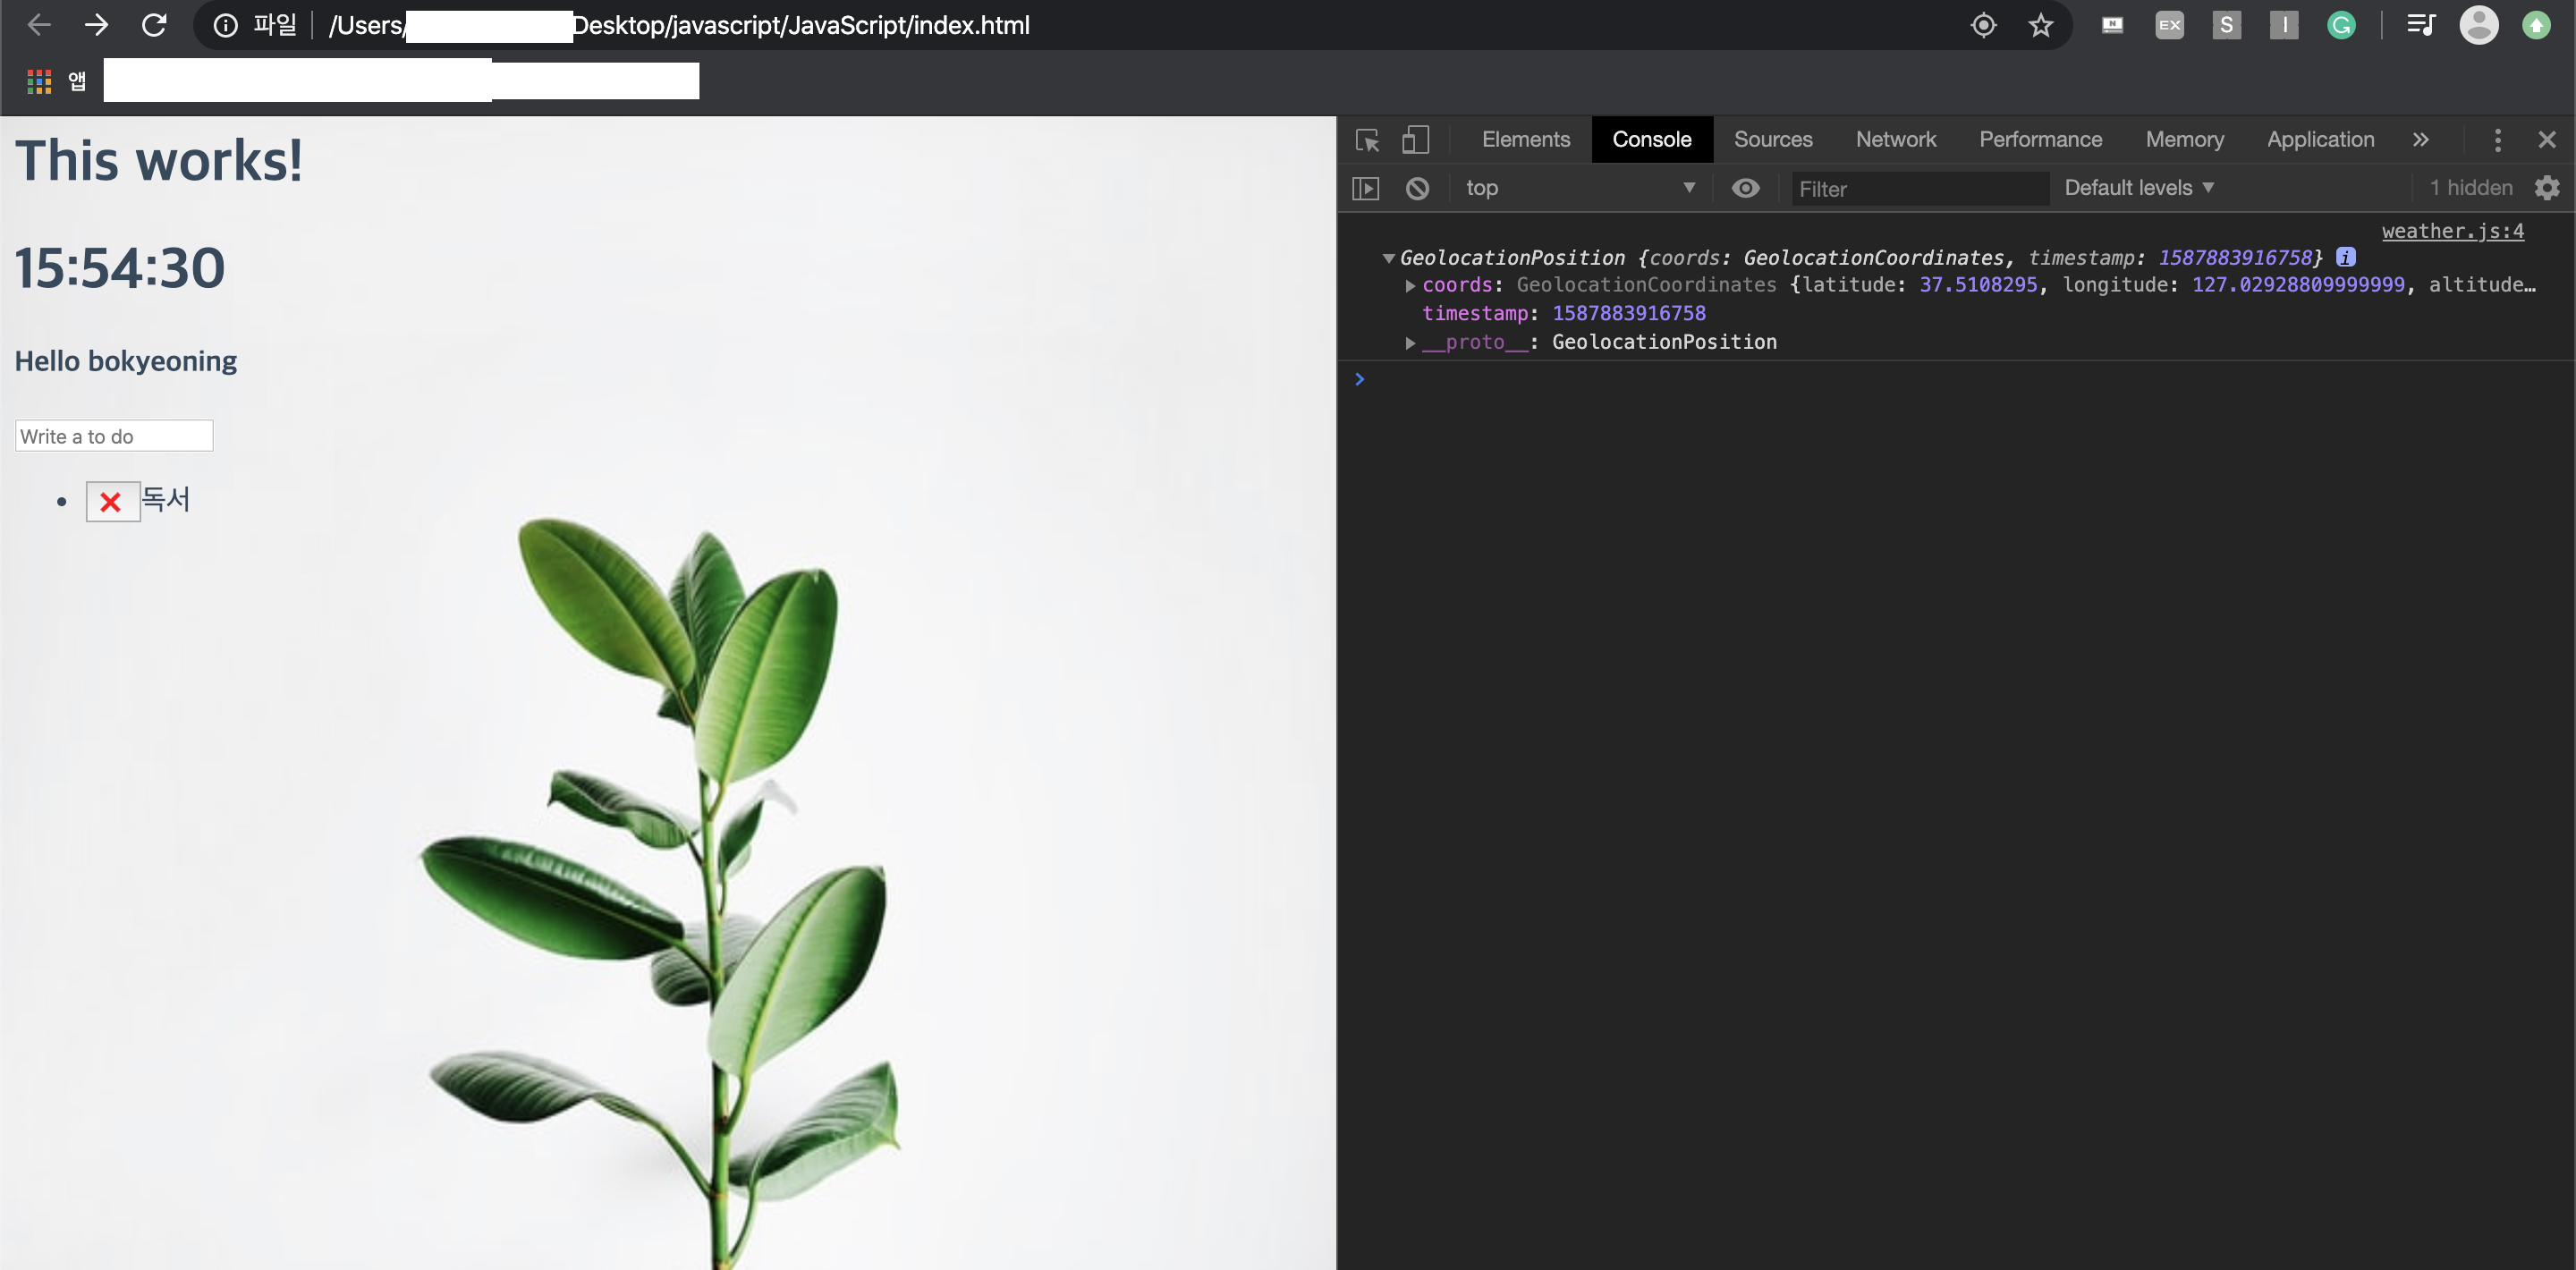 파일 /Users/ Desktop/javascript/JavaScript/index.html
EX S I G
앱
This works!
15:54:30
Hello bokyeoning
Write a to do
독서
Elements Console Sources Network Performance Memory Application
top Filter Default levels 1 hidden
weather.js:4
GeolocationPosition {coords: GeolocationCoordinates, timestamp: 1587883916758} i
coords: GeolocationCoordinates {latitude: 37.5108295, longitude: 127.02928809999999, altitude…
timestamp: 1587883916758
__proto__: GeolocationPosition